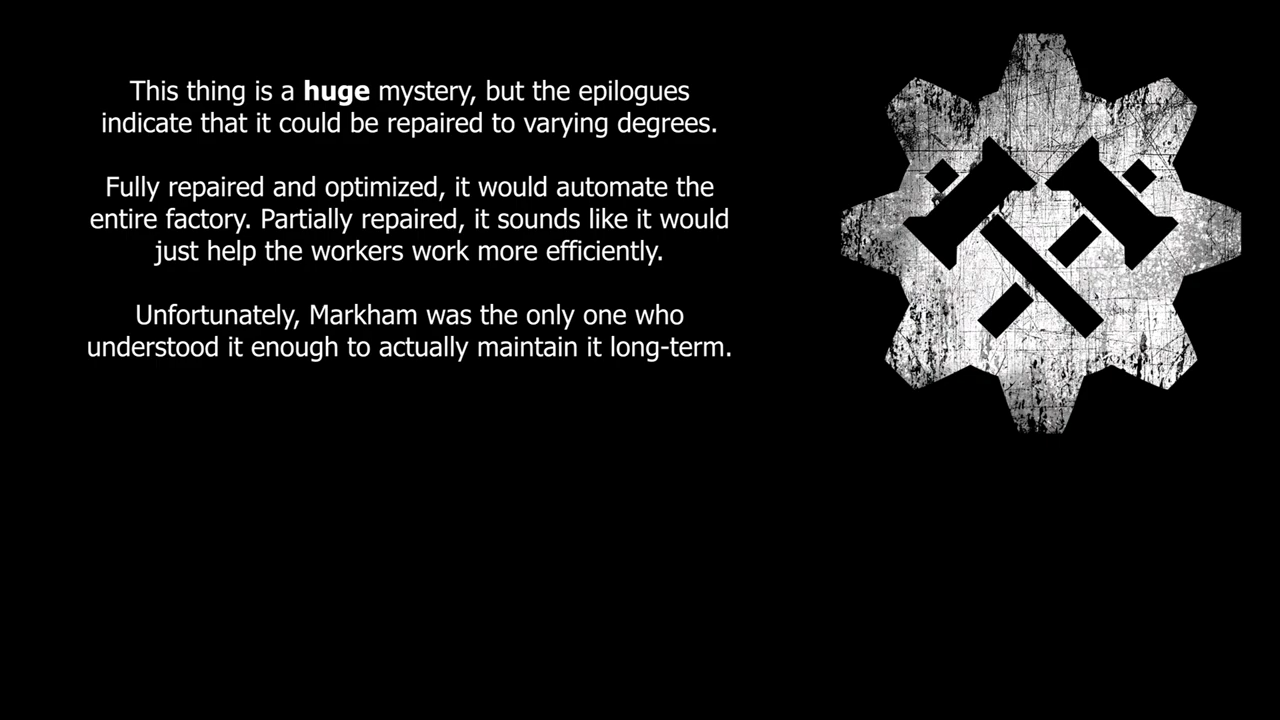 This thing is a huge mystery, but the epilogues
indicate that it could be repaired to varying degrees.
Fully repaired and optimized, it would automate the
entire factory. Partially repaired, it sounds like it would
just help the workers work more efficiently.
Unfortunately, Markham was the only one who
understood it enough to actually maintain it long-term.